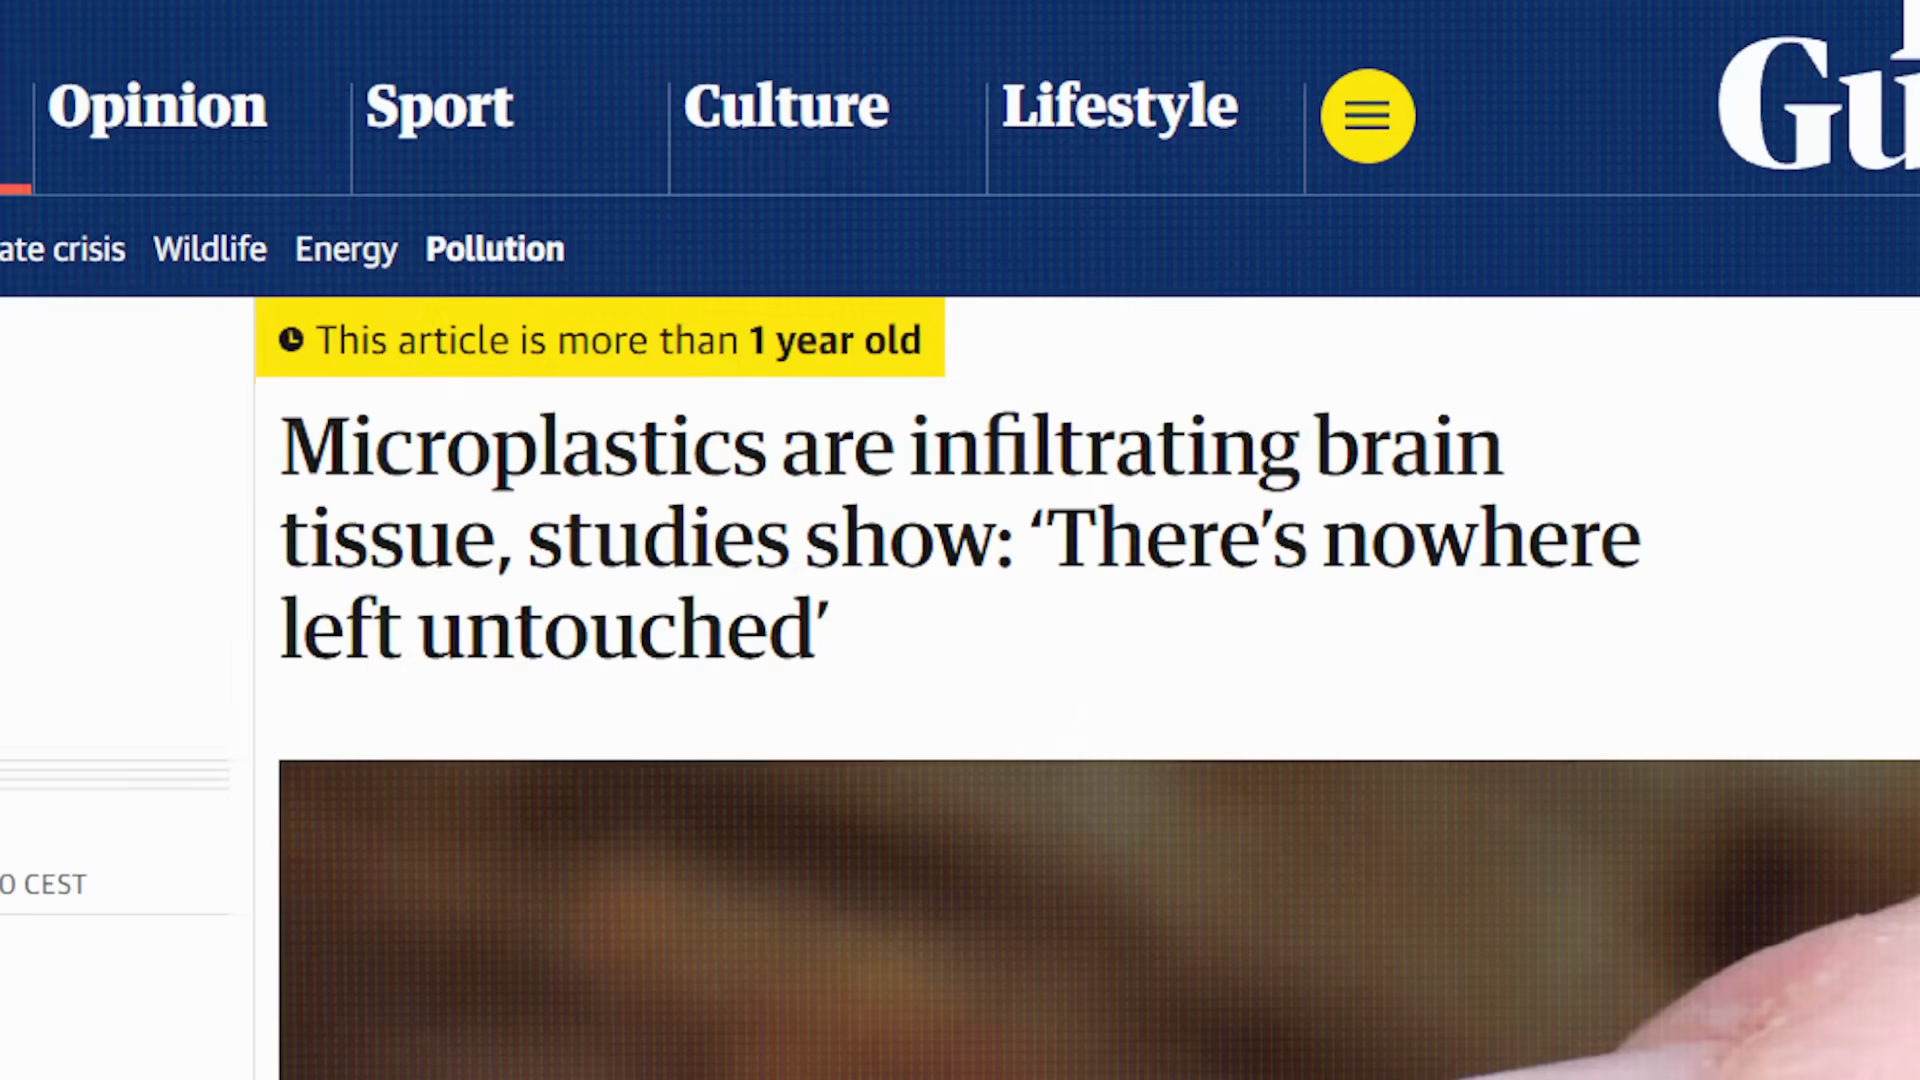 Opinion
Sport
Culture
Lifestyle
Gu
ate crisis
Wildlife
Energy
Pollution
This article is more than 1 year old
Microplastics are infiltrating brain
tissue, studies show: ‘There’s nowhere
left untouched’
0 CEST